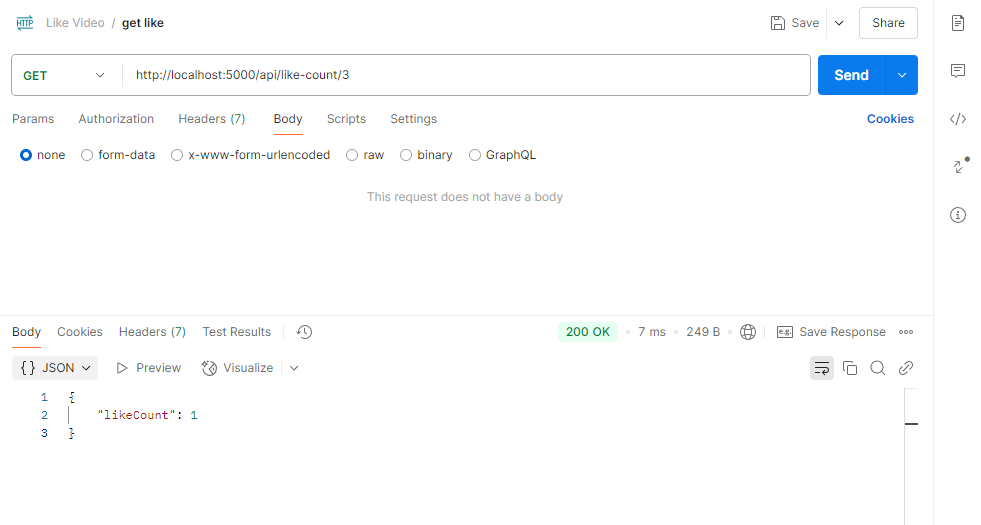 HTTP Like Video / get like Save Share
GET http://localhost:5000/api/like-count/3 Send
Params Authorization Headers (7) Body Scripts Settings Cookies
none form-data x-www-form-urlencoded raw binary GraphQL
This request does not have a body
Body Cookies Headers (7) Test Results 200 OK • 7 ms • 249 B • e.g. Save Response
{} JSON Preview Visualize
1 {
2 "likeCount": 1
3 }